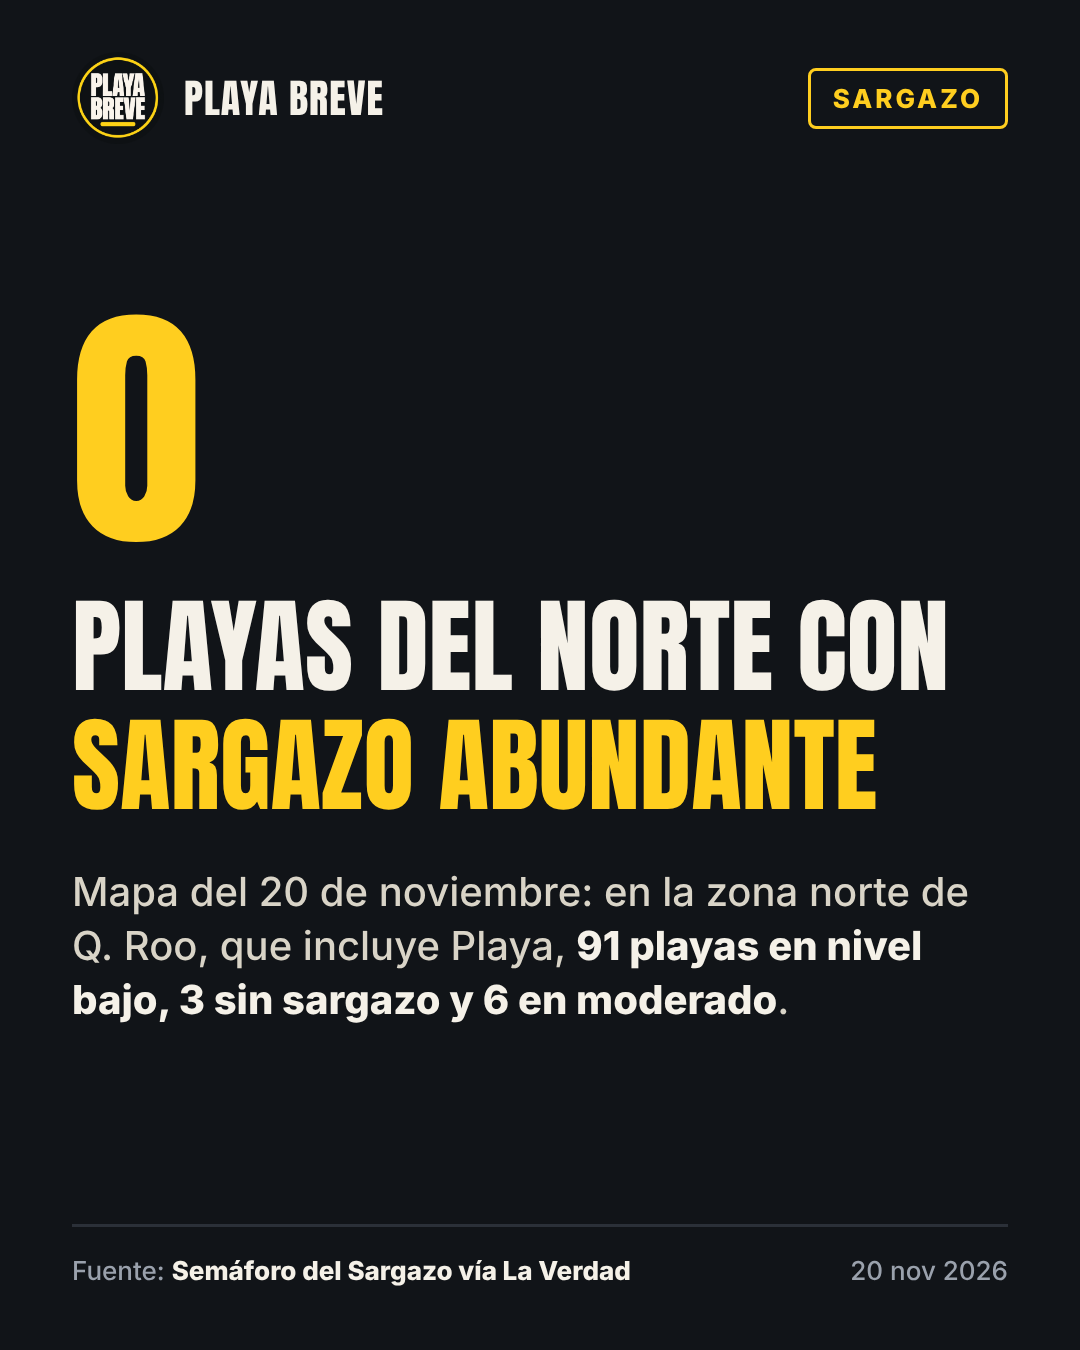 PLAYA
BREVE
PLAYA BREVE
SARGAZO
0
PLAYAS DEL NORTE CON
SARGAZO ABUNDANTE
Mapa del 20 de noviembre: en la zona norte de
Q. Roo, que incluye Playa, 91 playas en nivel
bajo, 3 sin sargazo y 6 en moderado.
Fuente: Semáforo del Sargazo vía La Verdad
20 nov 2026